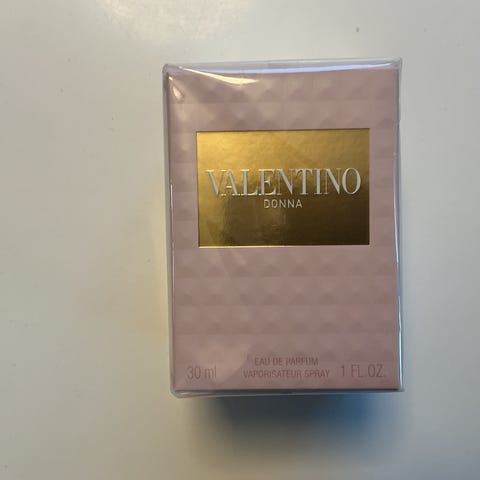 VALENTINO
DONNA
EAU DE PARFUM
30 ml VAPORISATEUR SPRAY 1 FL.OZ.